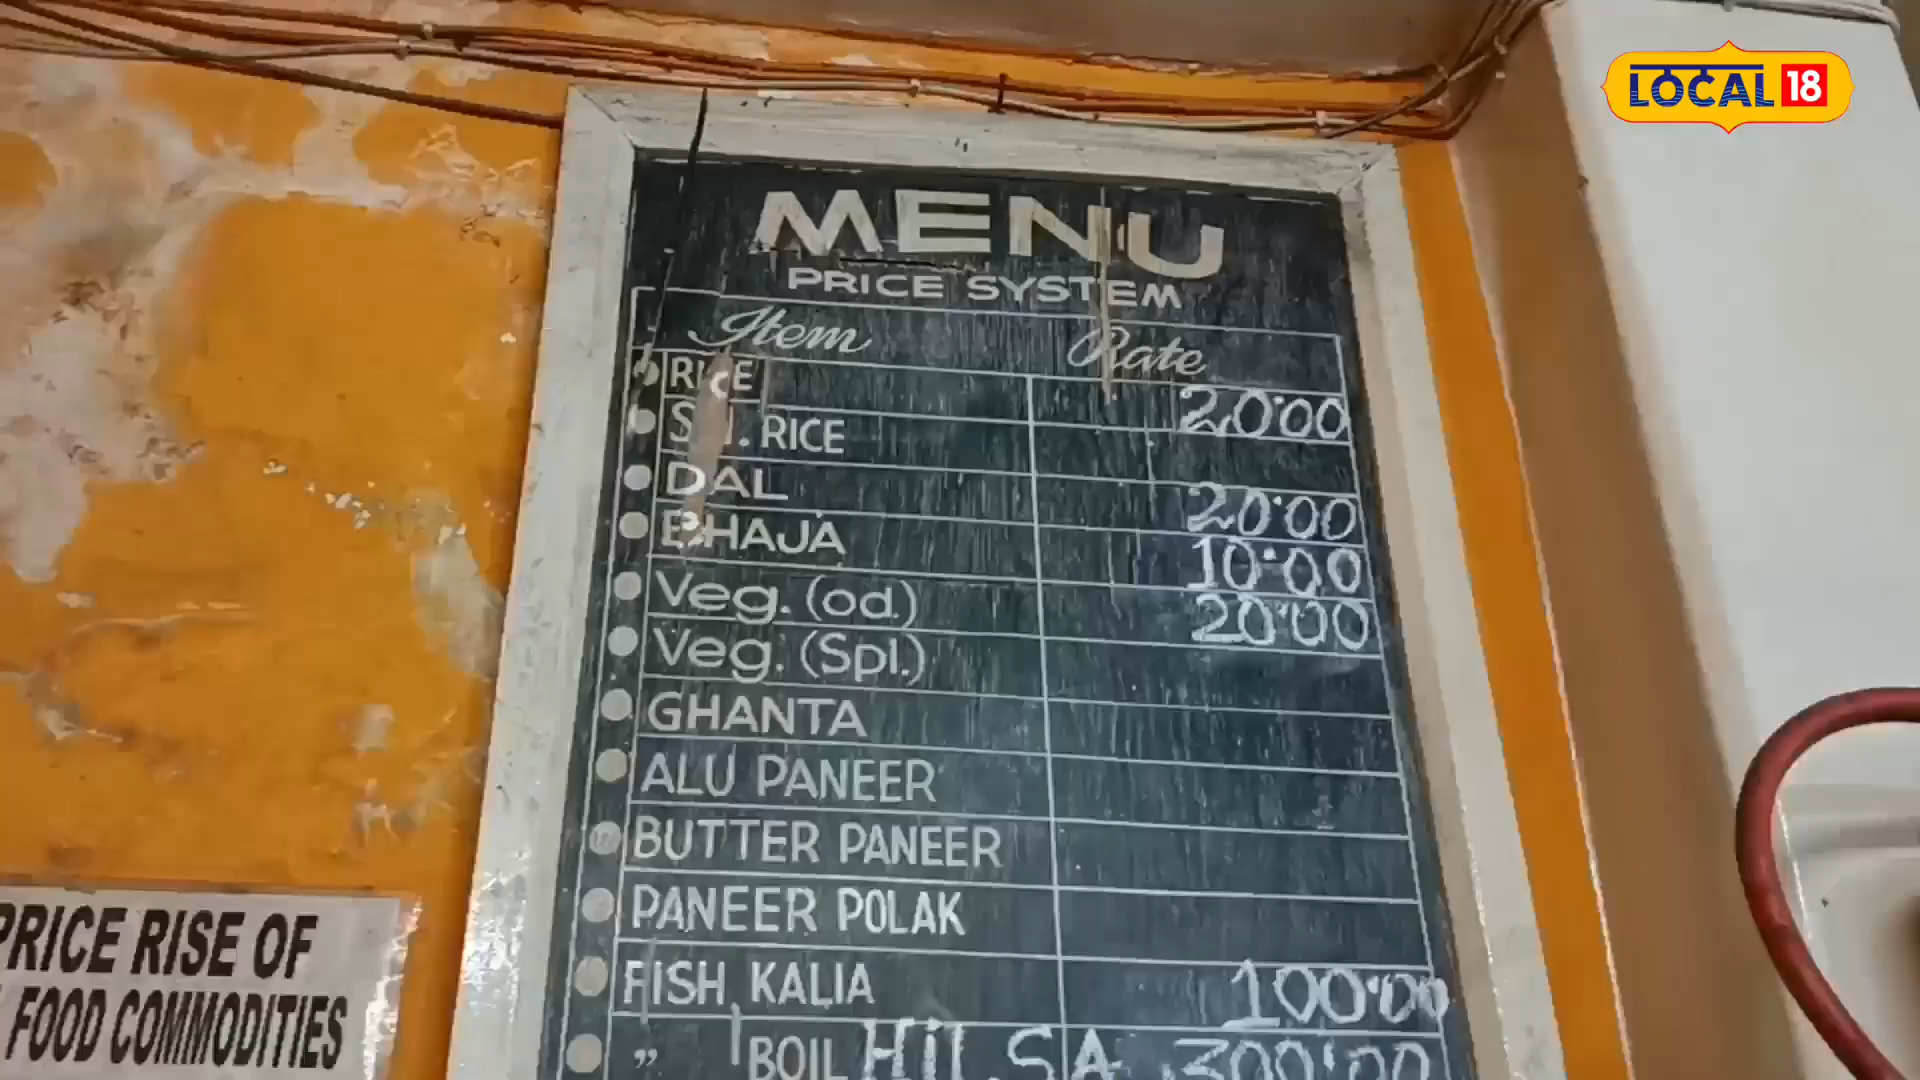 LOCAL 18
MENU
PRICE SYSTEM
Item Rate
RICE 20.00
RICE
DAL 20.00
BHAJA 10.00
Veg. (od.) 20.00
Veg. (Spl.)
GHANTA
ALU PANEER
BUTTER PANEER
PANEER POLAK
FISH KALIA 100.00
" BOIL HILSA 300.00
PRICE RISE OF
FOOD COMMODITIES